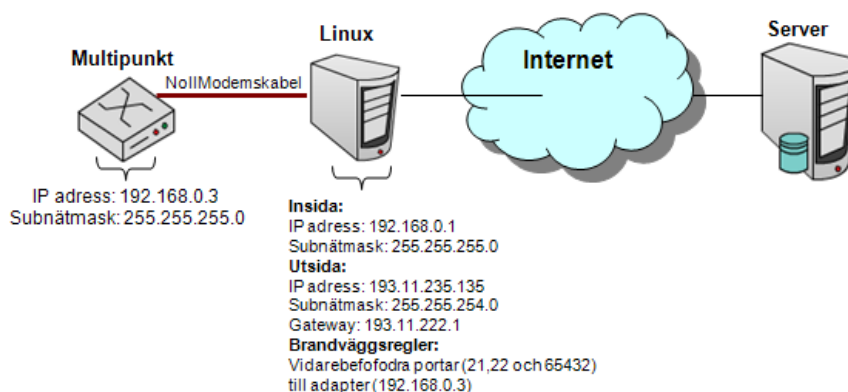 Multipunkt
NollModemskabel
Linux
Internet
Server
IP adress: 192.168.0.3
Subnätmask: 255.255.255.0
Insida:
IP adress: 192.168.0.1
Subnätmask: 255.255.255.0
Utsida:
IP adress: 193.11.235.135
Subnätmask: 255.255.254.0
Gateway: 193.11.222.1
Brandväggsregler:
Vidarebefofodra portar (21,22 och 65432)
till adapter (192.168.0.3)